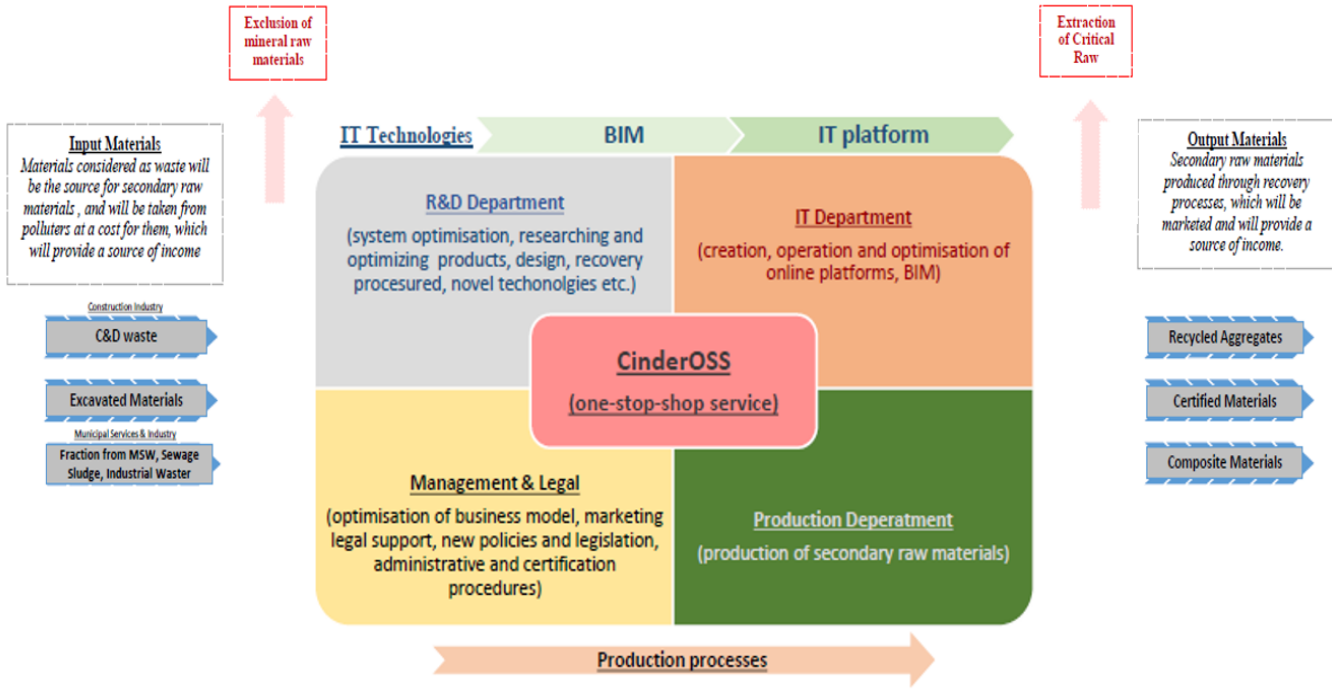 Exclusion of
mineral raw
materials
Extraction
of Critical
Raw
Input Materials
Materials considered as waste will
be the source for secondary raw
materials , and will be taken from
polluters at a cost for them, which
will provide a source of income
Construction Industry
C&D waste
Excavated Materials
Municipal Services & Industry
Fraction from MSW, Sewage
Sludge, Industrial Waster
IT Technologies
BIM
IT platform
R&D Department
(system optimisation, researching and
optimizing products, design, recovery
procesured, novel techonolgies etc.)
IT Department
(creation, operation and optimisation of
online platforms, BIM)
CinderOSS
(one-stop-shop service)
Management & Legal
(optimisation of business model, marketing
legal support, new policies and legislation,
administrative and certification
procedures)
Production Deperatment
(production of secondary raw materials)
Production processes
Output Materials
Secondary raw materials
produced through recovery
processes, which will be
marketed and will provide a
source of income.
Recycled Aggregates
Certified Materials
Composite Materials